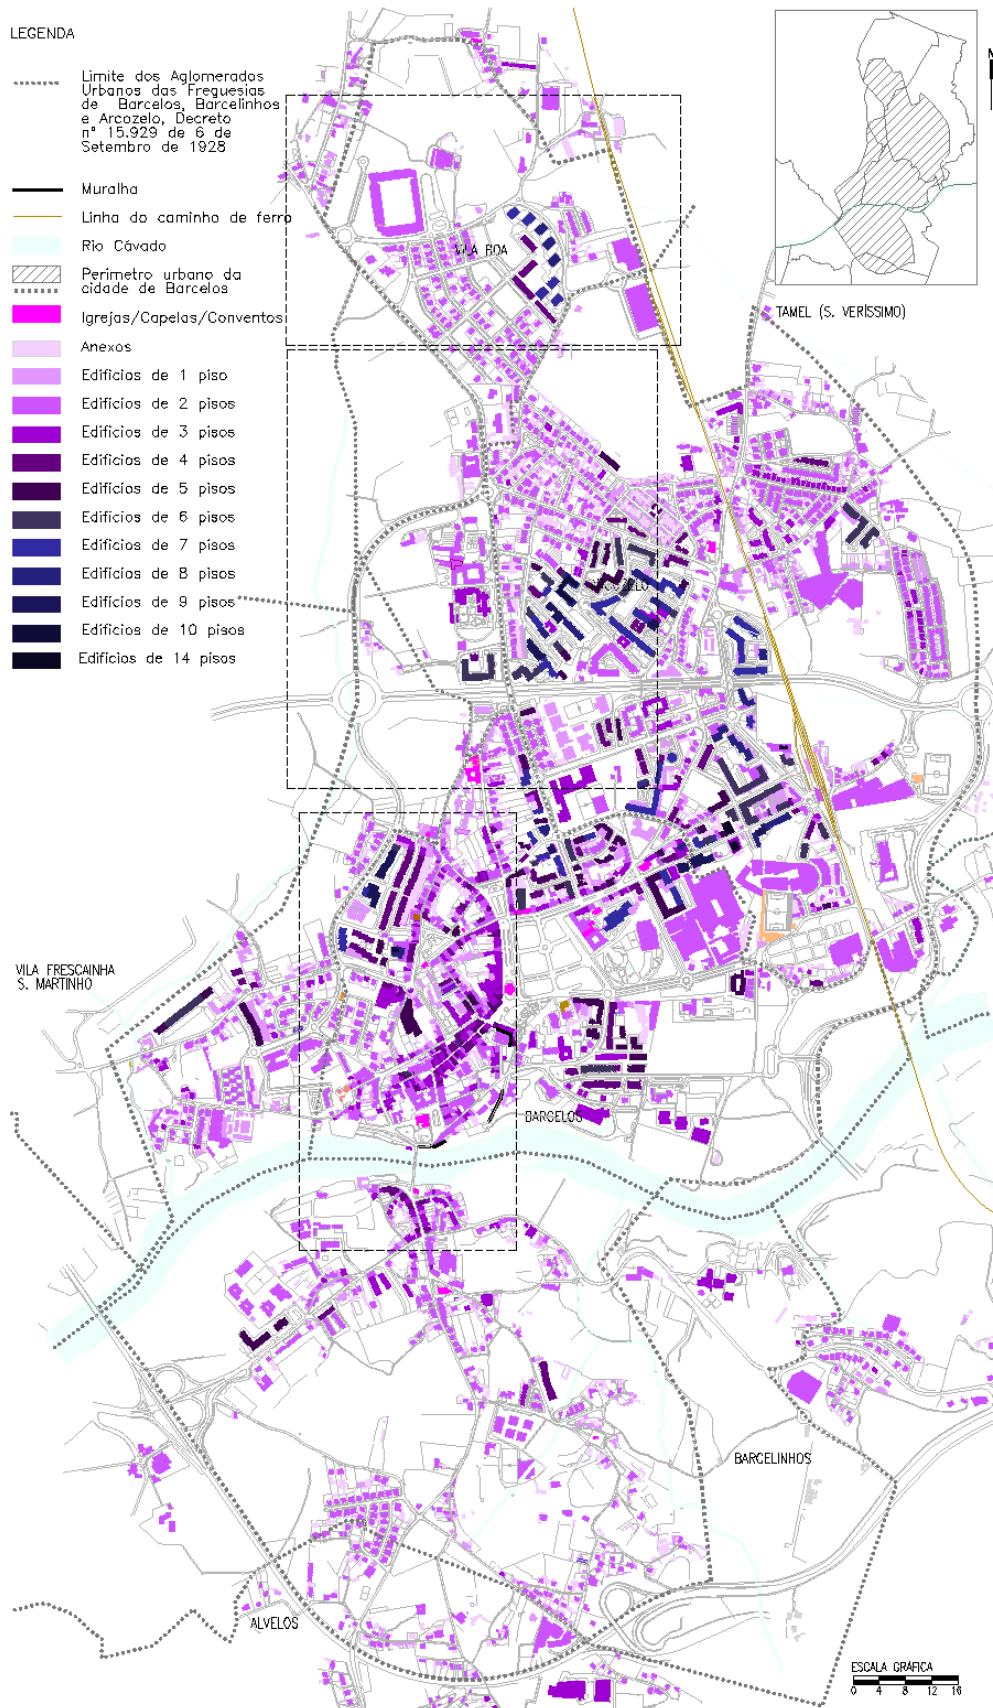 LEGENDA
Limite dos Aglomerados
Urbanos das Freguesias
de Barcelos, Barcelinhos
e Arcozelo, Decreto
nº 15.929 de 6 de
Setembro de 1928
Muralha
Linha do caminho de ferro
Rio Cávado
Perímetro urbano da
cidade de Barcelos
Igrejas/Capelas/Conventos
Anexos
Edifícios de 1 piso
Edifícios de 2 pisos
Edifícios de 3 pisos
Edifícios de 4 pisos
Edifícios de 5 pisos
Edifícios de 6 pisos
Edifícios de 7 pisos
Edifícios de 8 pisos
Edifícios de 9 pisos
Edifícios de 10 pisos
Edifícios de 14 pisos
VILA BOA
TAMEL (S. VERÍSSIMO)
VILA FRESCAINHA
S. MARTINHO
BARCELOS
BARCELINHOS
ALVELOS
ESCALA GRÁFICA
0 4 8 12 16